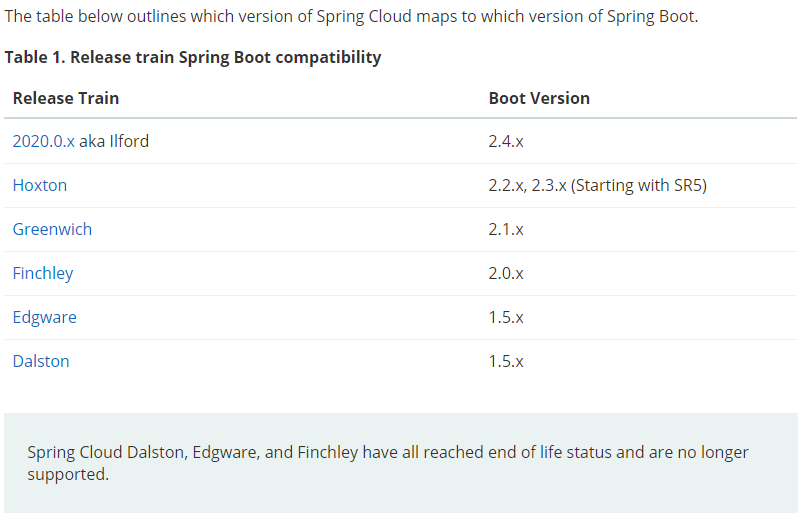 The table below outlines which version of Spring Cloud maps to which version of Spring Boot.
Table 1. Release train Spring Boot compatibility
Release Train Boot Version
2020.0.x aka Ilford 2.4.x
Hoxton 2.2.x, 2.3.x (Starting with SR5)
Greenwich 2.1.x
Finchley 2.0.x
Edgware 1.5.x
Dalston 1.5.x
Spring Cloud Dalston, Edgware, and Finchley have all reached end of life status and are no longer
supported.